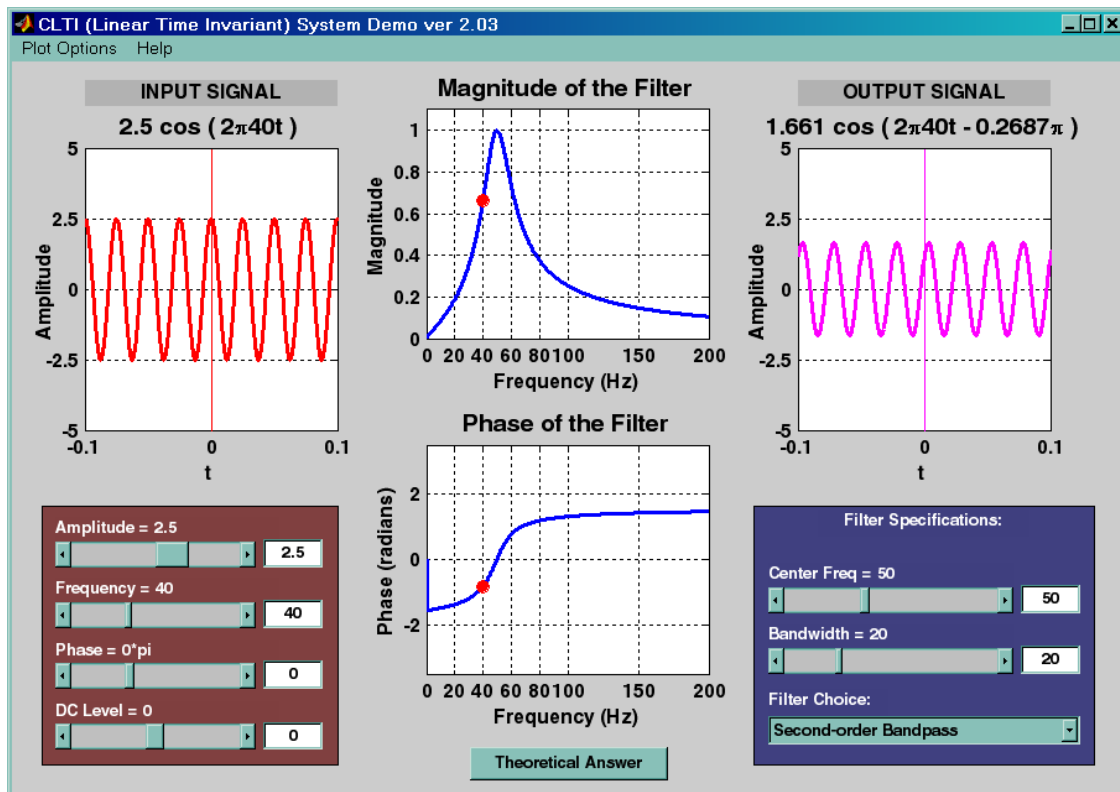 CLTI (Linear Time Invariant) System Demo ver 2.03
Plot Options Help
INPUT SIGNAL
2.5 cos ( 2π40t )
5
2.5
0
-2.5
-5
Amplitude
-0.1 0 0.1
t
Magnitude of the Filter
1
0.8
0.6
0.4
0.2
0
Magnitude
0 20 40 60 80 100 150 200
Frequency (Hz)
OUTPUT SIGNAL
1.661 cos ( 2π40t - 0.2687π )
5
2.5
0
-2.5
-5
Amplitude
-0.1 0 0.1
t
Phase of the Filter
2
0
-2
Phase (radians)
0 20 40 60 80 100 150 200
Frequency (Hz)
Amplitude = 2.5
2.5
Frequency = 40
40
Phase = 0*pi
0
DC Level = 0
0
Theoretical Answer
Filter Specifications:
Center Freq = 50
50
Bandwidth = 20
20
Filter Choice:
Second-order Bandpass